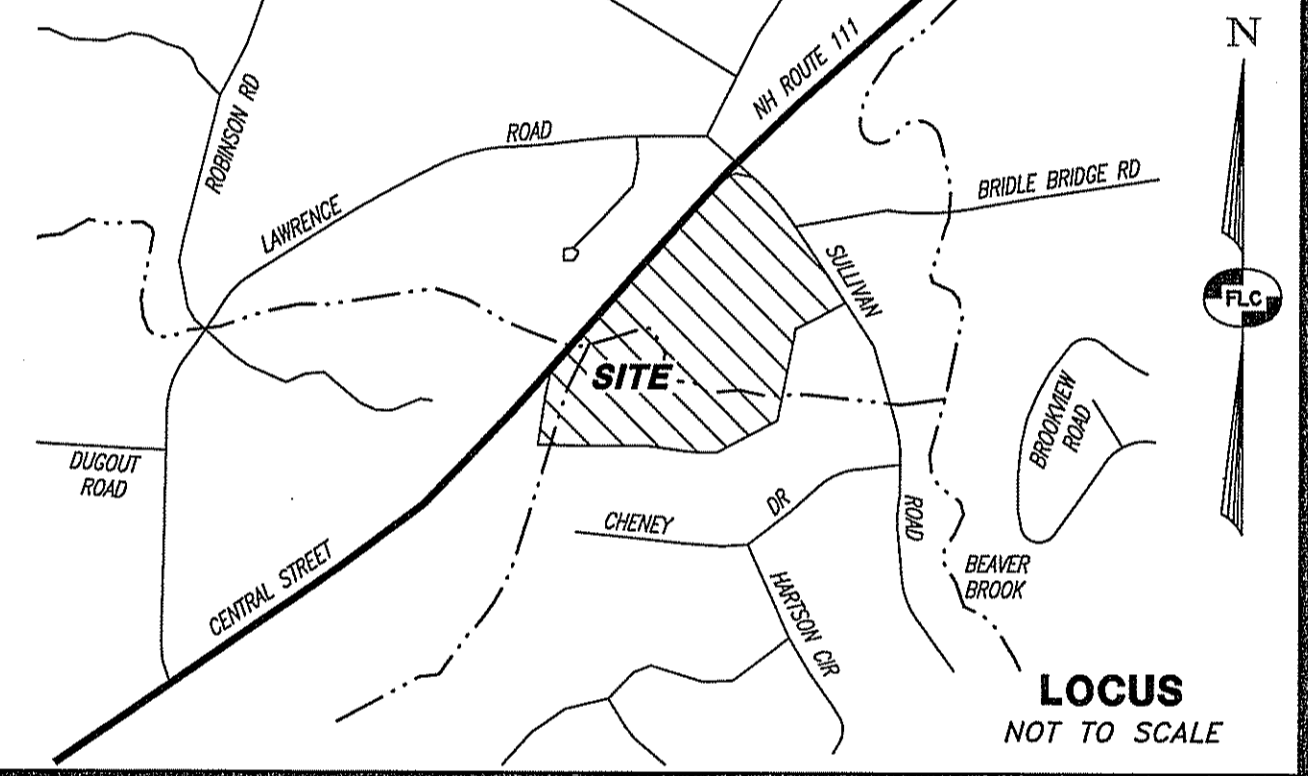 N
NH ROUTE 111
ROBINSON RD
ROAD
BRIDLE BRIDGE RD
LAWRENCE
SULLIVAN
FLC
SITE
BROOKVIEW
ROAD
DUGOUT
ROAD
CHENEY
DR
ROAD
CENTRAL STREET
BEAVER
BROOK
HARTSON CIR
LOCUS
NOT TO SCALE